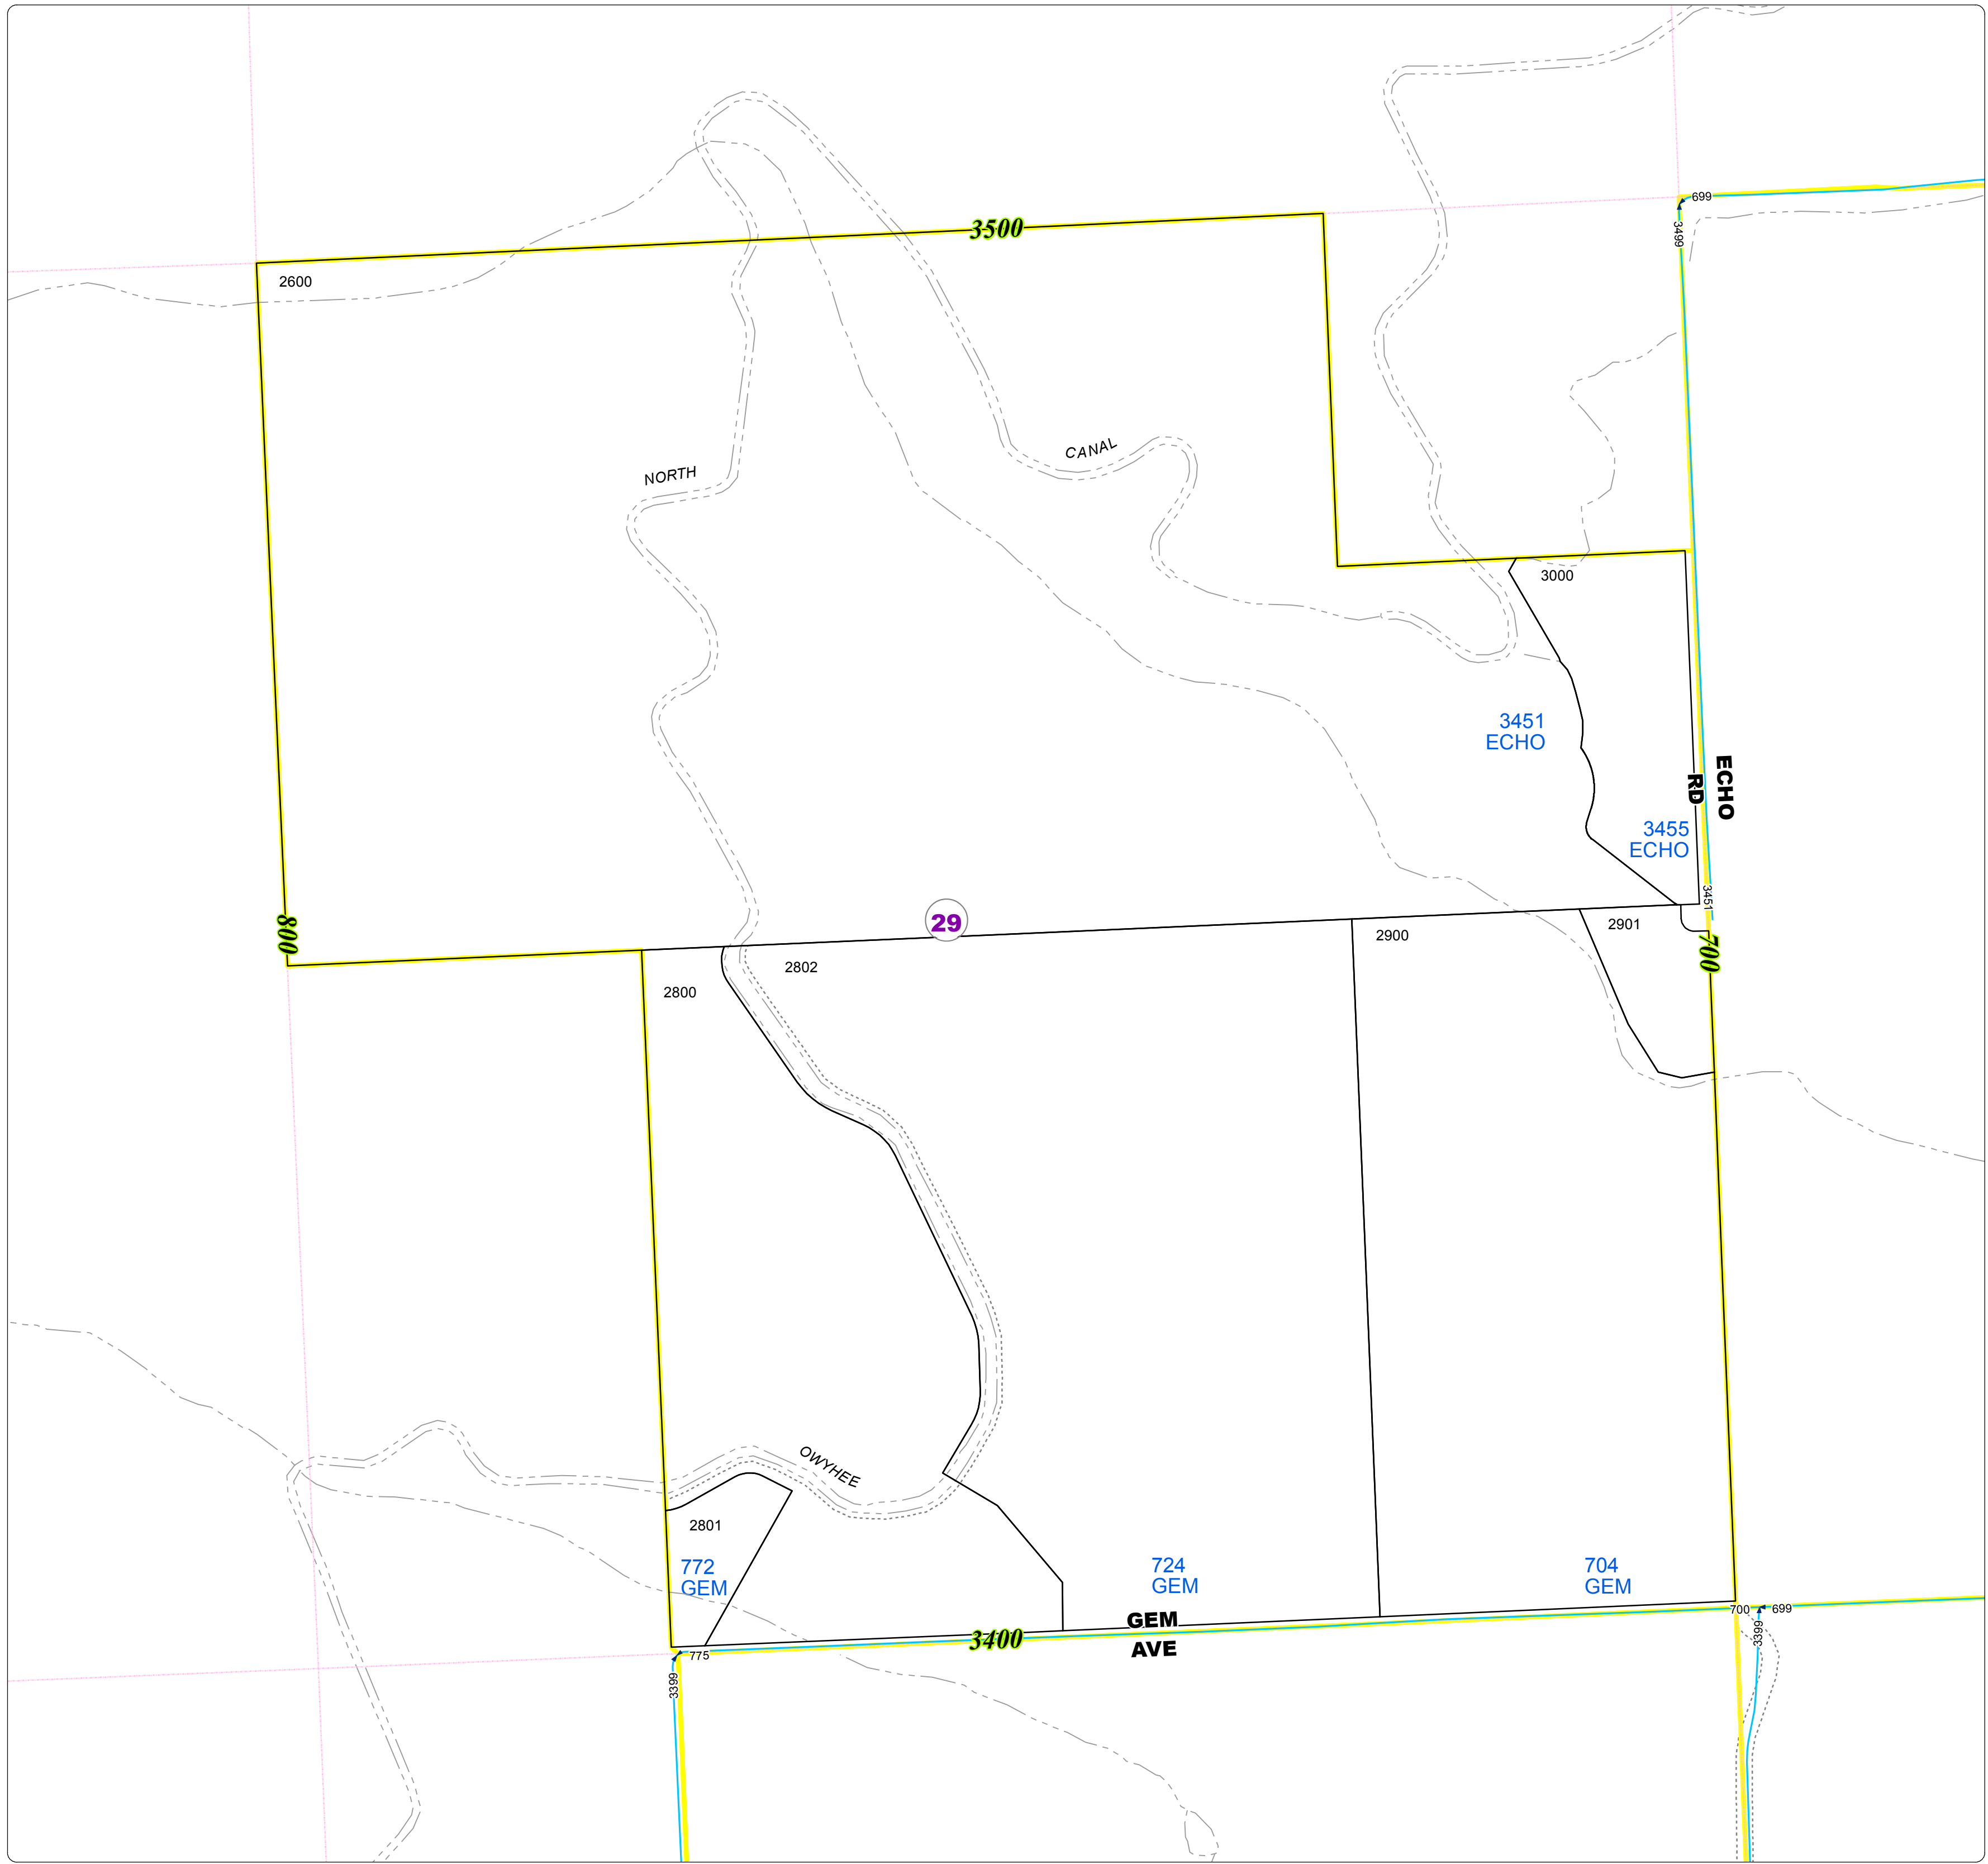 699
3499
3500
2600
CANAL
NORTH
3000
3451
ECHO
ECHO
RD
3455
ECHO
3451
29
2901
2900
800
700
2802
2800
OWYHEE
2801
772
GEM
724
GEM
704
GEM
GEM
AVE
3400
700
699
3399
775
3399